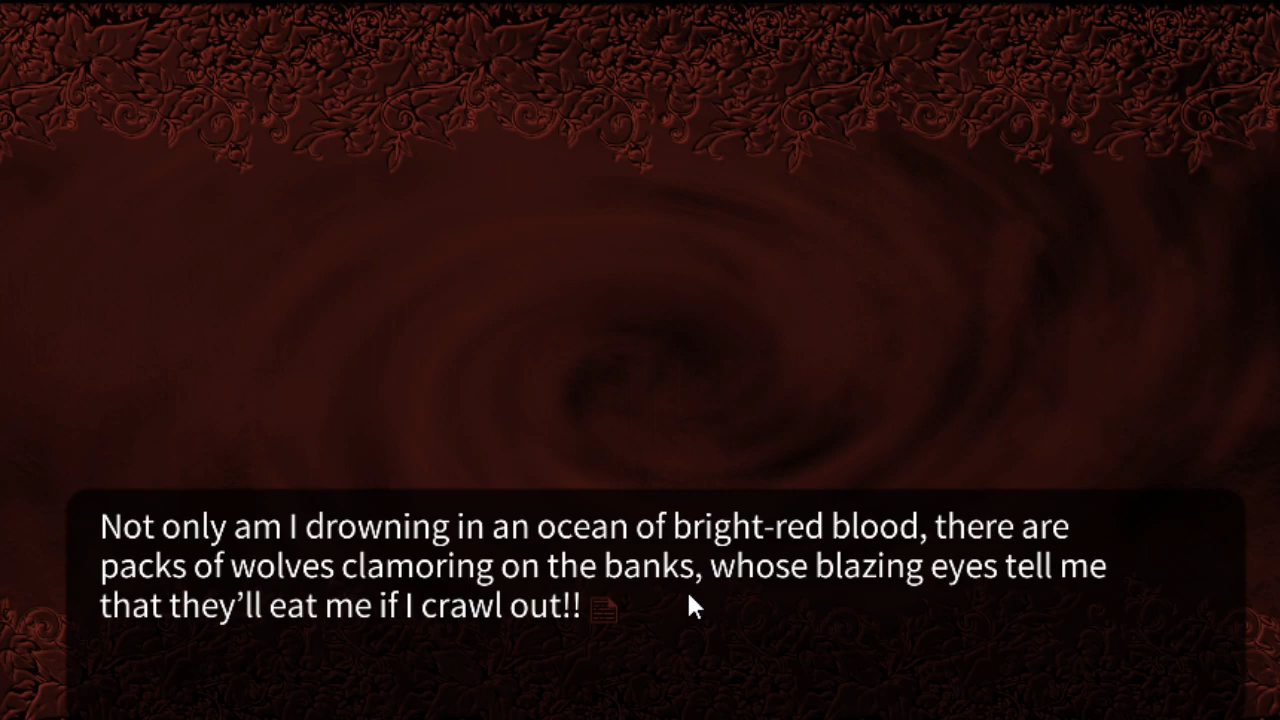 Not only am I drowning in an ocean of bright-red blood, there are
packs of wolves clamoring on the banks, whose blazing eyes tell me
that they’ll eat me if I crawl out!!